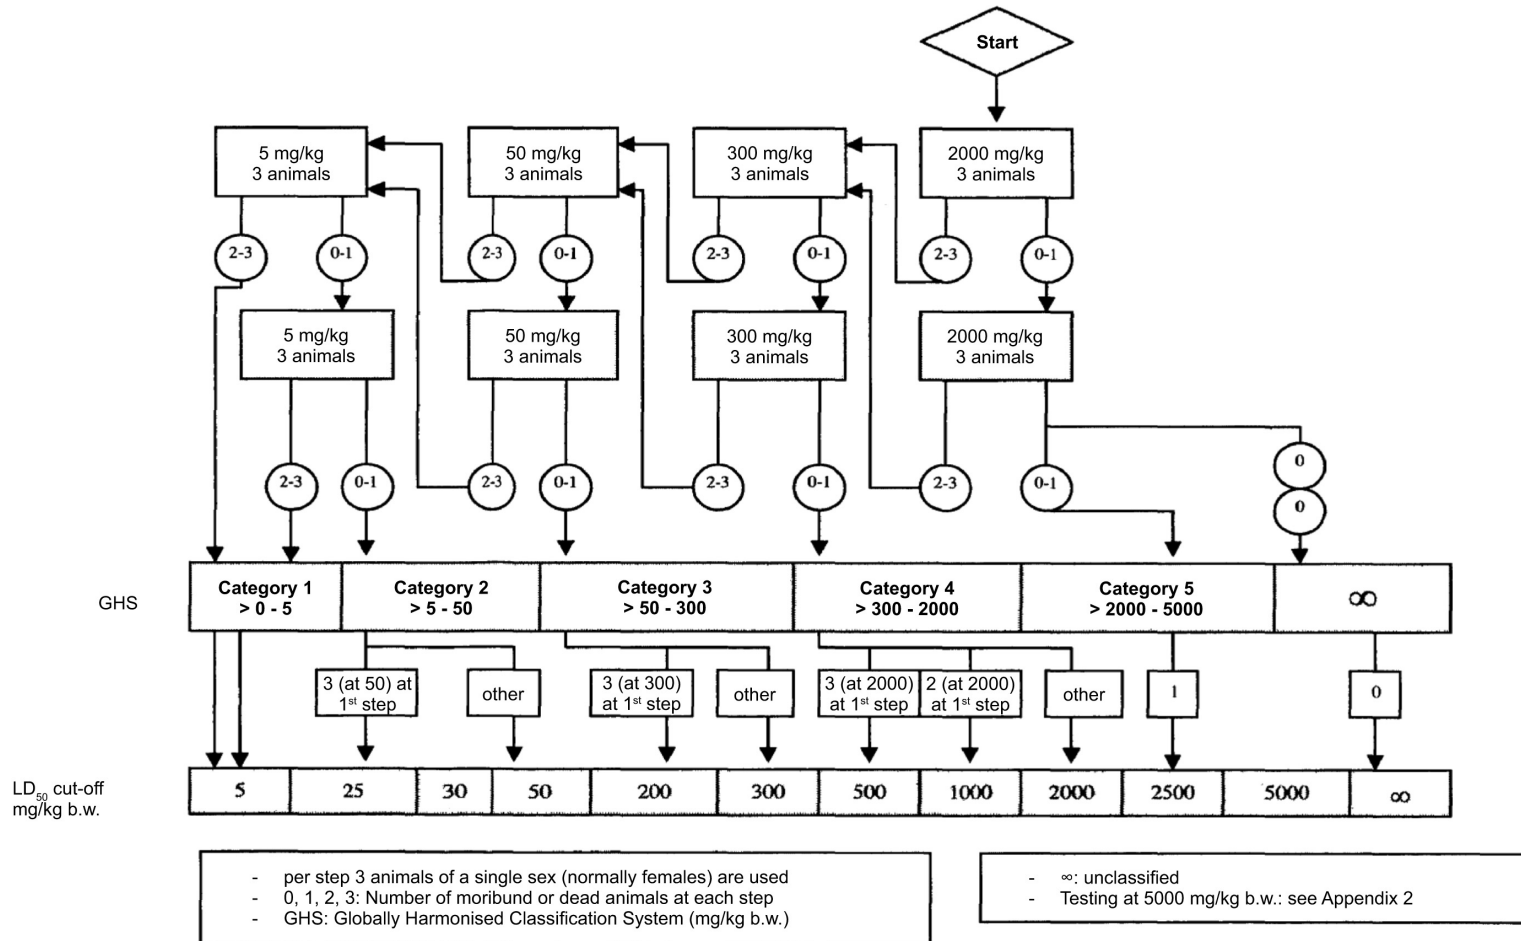 Start
5 mg/kg
3 animals
50 mg/kg
3 animals
300 mg/kg
3 animals
2000 mg/kg
3 animals
2-3
0-1
2-3
0-1
2-3
0-1
2-3
0-1
5 mg/kg
3 animals
50 mg/kg
3 animals
300 mg/kg
3 animals
2000 mg/kg
3 animals
2-3
0-1
2-3
0-1
2-3
0-1
2-3
0-1
0
0
GHS
Category 1
> 0 - 5
Category 2
> 5 - 50
Category 3
> 50 - 300
Category 4
> 300 - 2000
Category 5
> 2000 - 5000
∞
3 (at 50) at
1st step
other
3 (at 300)
at 1st step
other
3 (at 2000)
at 1st step
2 (at 2000)
at 1st step
other
1
0
LD50 cut-off
mg/kg b.w.
5
25
30
50
200
300
500
1000
2000
2500
5000
∞
- per step 3 animals of a single sex (normally females) are used
- 0, 1, 2, 3: Number of moribund or dead animals at each step
- GHS: Globally Harmonised Classification System (mg/kg b.w.)
- ∞: unclassified
- Testing at 5000 mg/kg b.w.: see Appendix 2